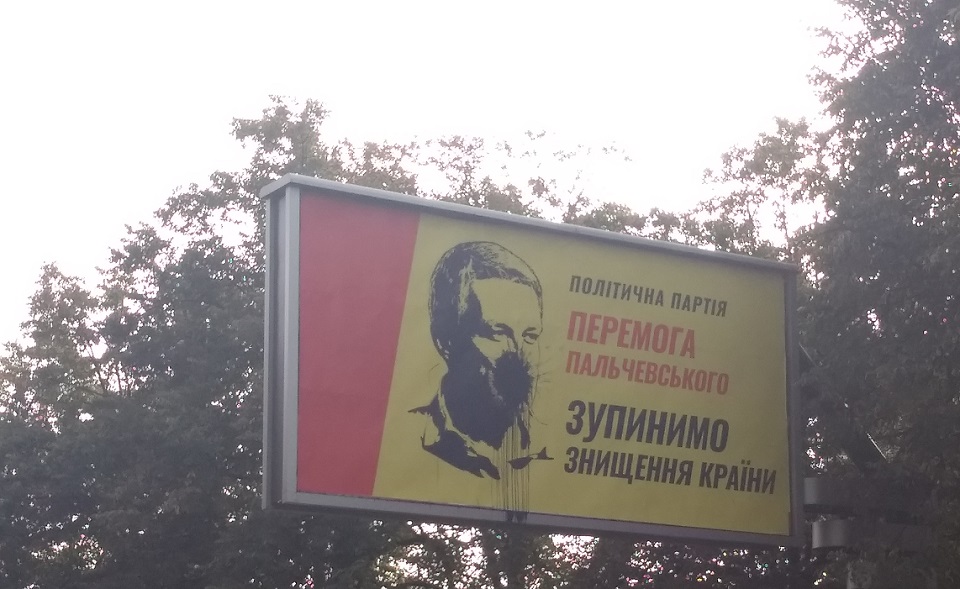 ПОЛІТИЧНА ПАРТІЯ
ПЕРЕМОГА
ПАЛЬЧЕВСЬКОГО
ЗУПИНИМО
ЗНИЩЕННЯ КРАЇНИ